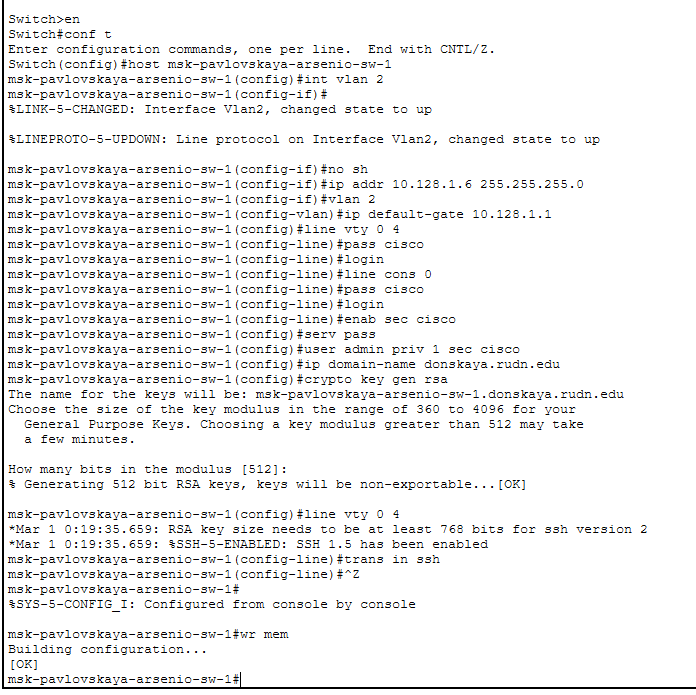 Switch>en
Switch#conf t
Enter configuration commands, one per line.  End with CNTL/Z.
Switch(config)#host msk-pavlovskaya-arsenio-sw-1
msk-pavlovskaya-arsenio-sw-1(config)#int vlan 2
msk-pavlovskaya-arsenio-sw-1(config-if)#
%LINK-5-CHANGED: Interface Vlan2, changed state to up
%LINEPROTO-5-UPDOWN: Line protocol on Interface Vlan2, changed state to up
msk-pavlovskaya-arsenio-sw-1(config-if)#no sh
msk-pavlovskaya-arsenio-sw-1(config-if)#ip addr 10.128.1.6 255.255.255.0
msk-pavlovskaya-arsenio-sw-1(config-if)#vlan 2
msk-pavlovskaya-arsenio-sw-1(config-vlan)#ip default-gate 10.128.1.1
msk-pavlovskaya-arsenio-sw-1(config)#line vty 0 4
msk-pavlovskaya-arsenio-sw-1(config-line)#pass cisco
msk-pavlovskaya-arsenio-sw-1(config-line)#login
msk-pavlovskaya-arsenio-sw-1(config-line)#line cons 0
msk-pavlovskaya-arsenio-sw-1(config-line)#pass cisco
msk-pavlovskaya-arsenio-sw-1(config-line)#login
msk-pavlovskaya-arsenio-sw-1(config-line)#enab sec cisco
msk-pavlovskaya-arsenio-sw-1(config)#serv pass
msk-pavlovskaya-arsenio-sw-1(config)#user admin priv 1 sec cisco
msk-pavlovskaya-arsenio-sw-1(config)#ip domain-name donskaya.rudn.edu
msk-pavlovskaya-arsenio-sw-1(config)#crypto key gen rsa
The name for the keys will be: msk-pavlovskaya-arsenio-sw-1.donskaya.rudn.edu
Choose the size of the key modulus in the range of 360 to 4096 for your
  General Purpose Keys. Choosing a key modulus greater than 512 may take
  a few minutes.
How many bits in the modulus [512]:
% Generating 512 bit RSA keys, keys will be non-exportable...[OK]
msk-pavlovskaya-arsenio-sw-1(config)#line vty 0 4
*Mar 1 0:19:35.659: RSA key size needs to be at least 768 bits for ssh version 2
*Mar 1 0:19:35.659: %SSH-5-ENABLED: SSH 1.5 has been enabled
msk-pavlovskaya-arsenio-sw-1(config-line)#trans in ssh
msk-pavlovskaya-arsenio-sw-1(config-line)#^Z
msk-pavlovskaya-arsenio-sw-1#
%SYS-5-CONFIG_I: Configured from console by console
msk-pavlovskaya-arsenio-sw-1#wr mem
Building configuration...
[OK]
msk-pavlovskaya-arsenio-sw-1#